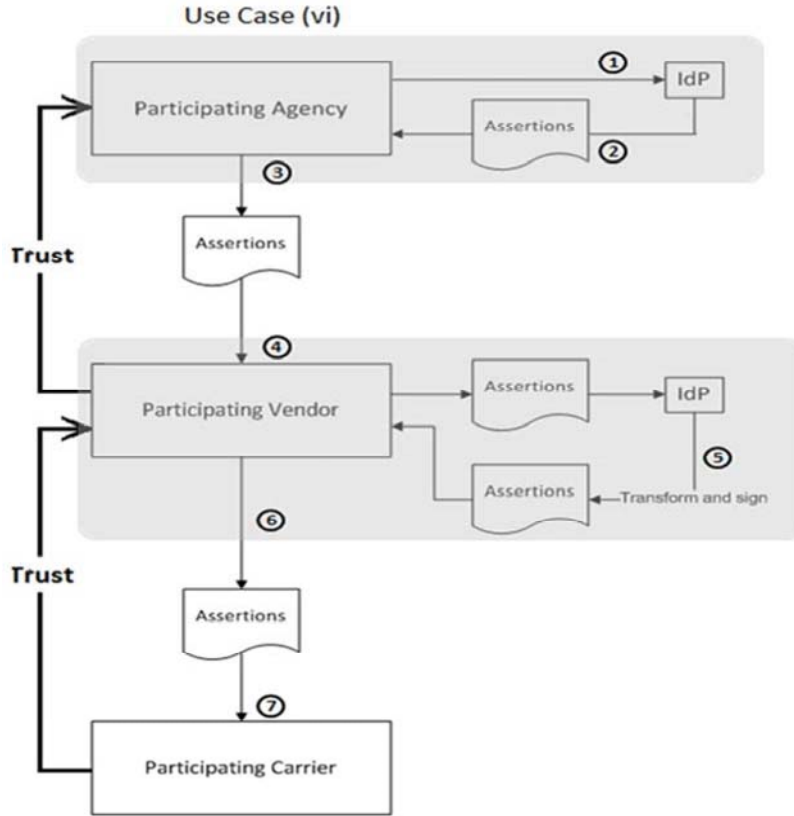 Use Case (vi)
①
IdP
Participating Agency
Assertions
②
③
Assertions
Trust
④
Assertions
IdP
Participating Vendor
⑤
Assertions
Transform and sign
⑥
Trust
Assertions
⑦
Participating Carrier